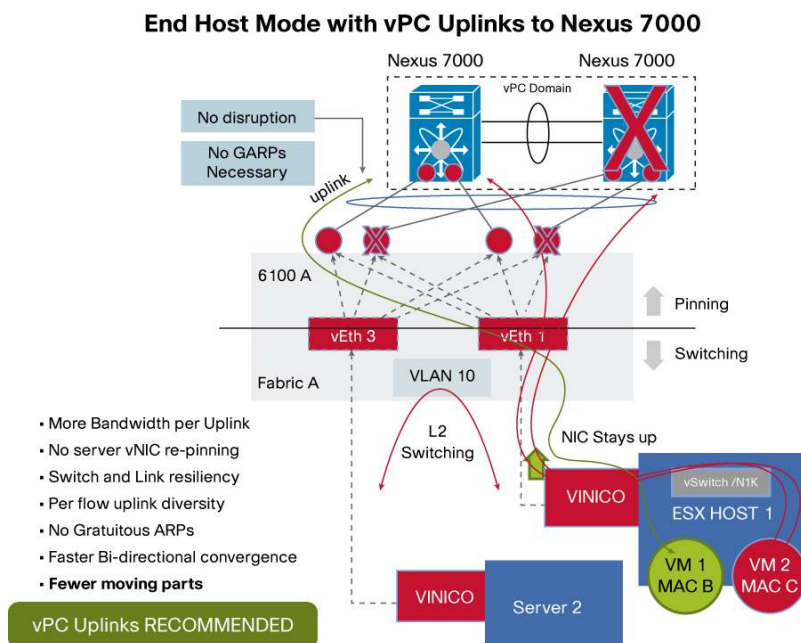 End Host Mode with vPC Uplinks to Nexus 7000
Nexus 7000
Nexus 7000
vPC Domain
No disruption
No GARPs
Necessary
uplink
6100 A
Pinning
vEth 3
vEth 1
Switching
Fabric A
VLAN 10
L2
Switching
NIC Stays up
▪ More Bandwidth per Uplink
▪ No server vNIC re-pinning
▪ Switch and Link resiliency
▪ Per flow uplink diversity
▪ No Gratuitous ARPs
▪ Faster Bi-directional convergence
▪ Fewer moving parts
vPC Uplinks RECOMMENDED
VINICO
vSwitch /N1K
ESX HOST 1
VM 1
MAC B
VM 2
MAC C
VINICO
Server 2